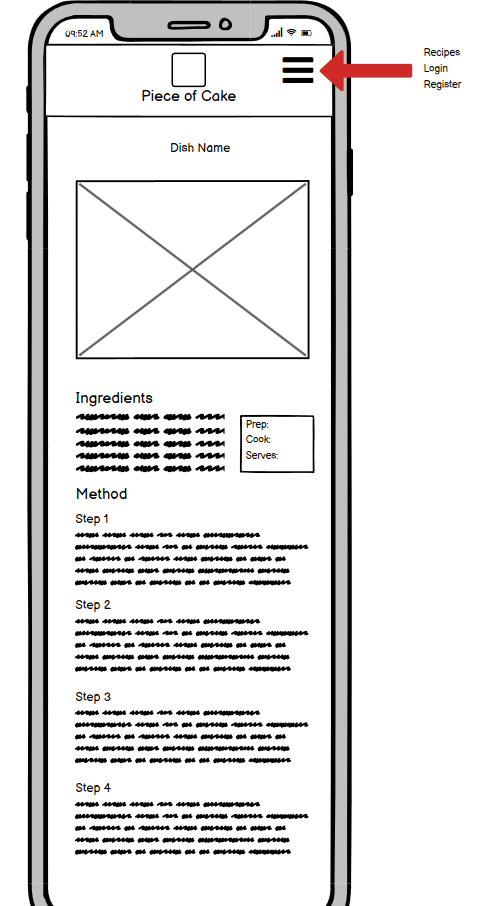 09:52 AM
Piece of Cake
Recipes
Login
Register
Dish Name
Ingredients
Prep:
Cook:
Serves:
Method
Step 1
Step 2
Step 3
Step 4